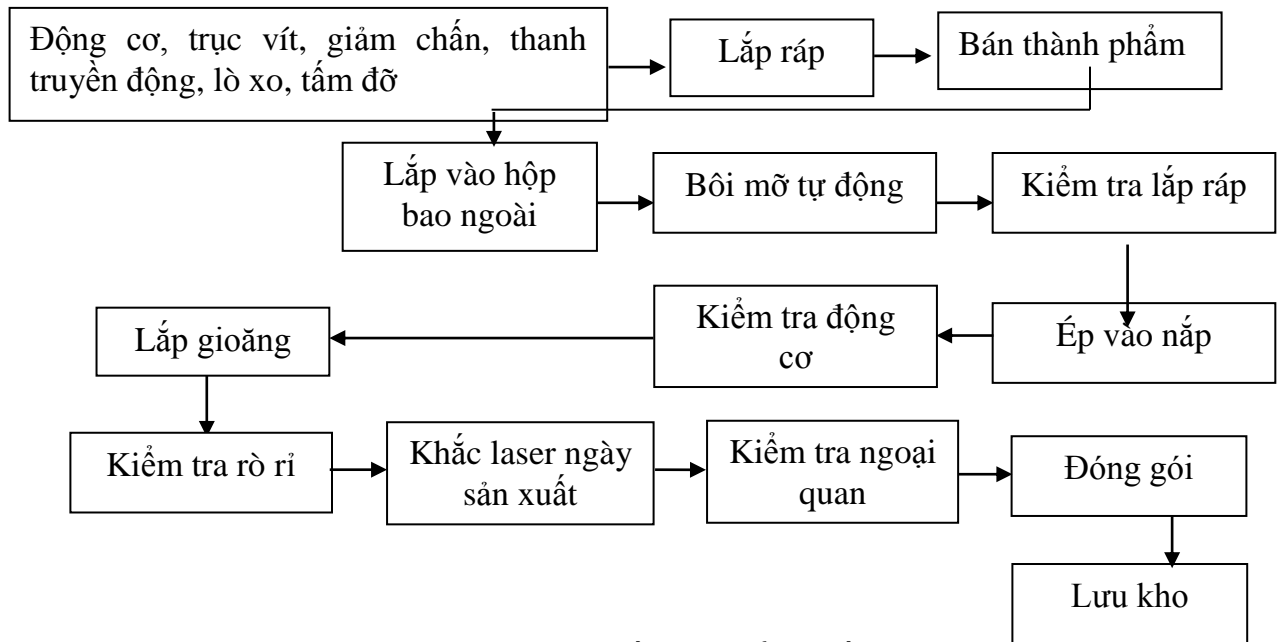 Động cơ, trục vít, giảm chấn, thanh
truyền động, lò xo, tấm đỡ
Lắp ráp
Bán thành phẩm
Lắp vào hộp
bao ngoài
Bôi mỡ tự động
Kiểm tra lắp ráp
Ép vào nắp
Kiểm tra động
cơ
Lắp gioăng
Kiểm tra rò rỉ
Khắc laser ngày
sản xuất
Kiểm tra ngoại
quan
Đóng gói
Lưu kho